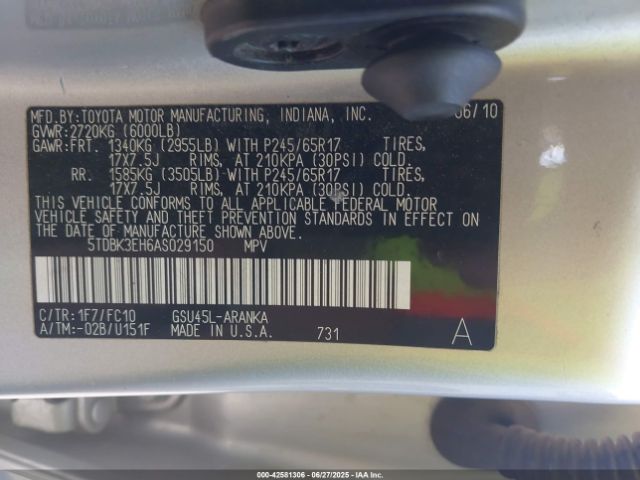 MFD.BY:TOYOTA MOTOR MANUFACTURING, INDIANA, INC. 06/10
GVWR:2720KG (6000LB)
GAWR:FRT. 1340KG (2955LB) WITH P245/65R17 TIRES,
17X7.5J RIMS, AT 210KPA (30PSI) COLD.
RR. 1585KG (3505LB) WITH P245/65R17 TIRES,
17X7.5J RIMS, AT 210KPA (30PSI) COLD.
THIS VEHICLE CONFORMS TO ALL APPLICABLE FEDERAL MOTOR
VEHICLE SAFETY STANDARDS IN EFFECT ON
THE DATE OF MANUFACTURE SHOWN ABOVE.
5TDBK3EH6AS029150 MPV
C/TR:1F7/FC10 GSU45L-ARANKA
A/TM:-02B/U151F MADE IN U.S.A. 731 A
000-42581306 - 06/27/2025 - IAA Inc.